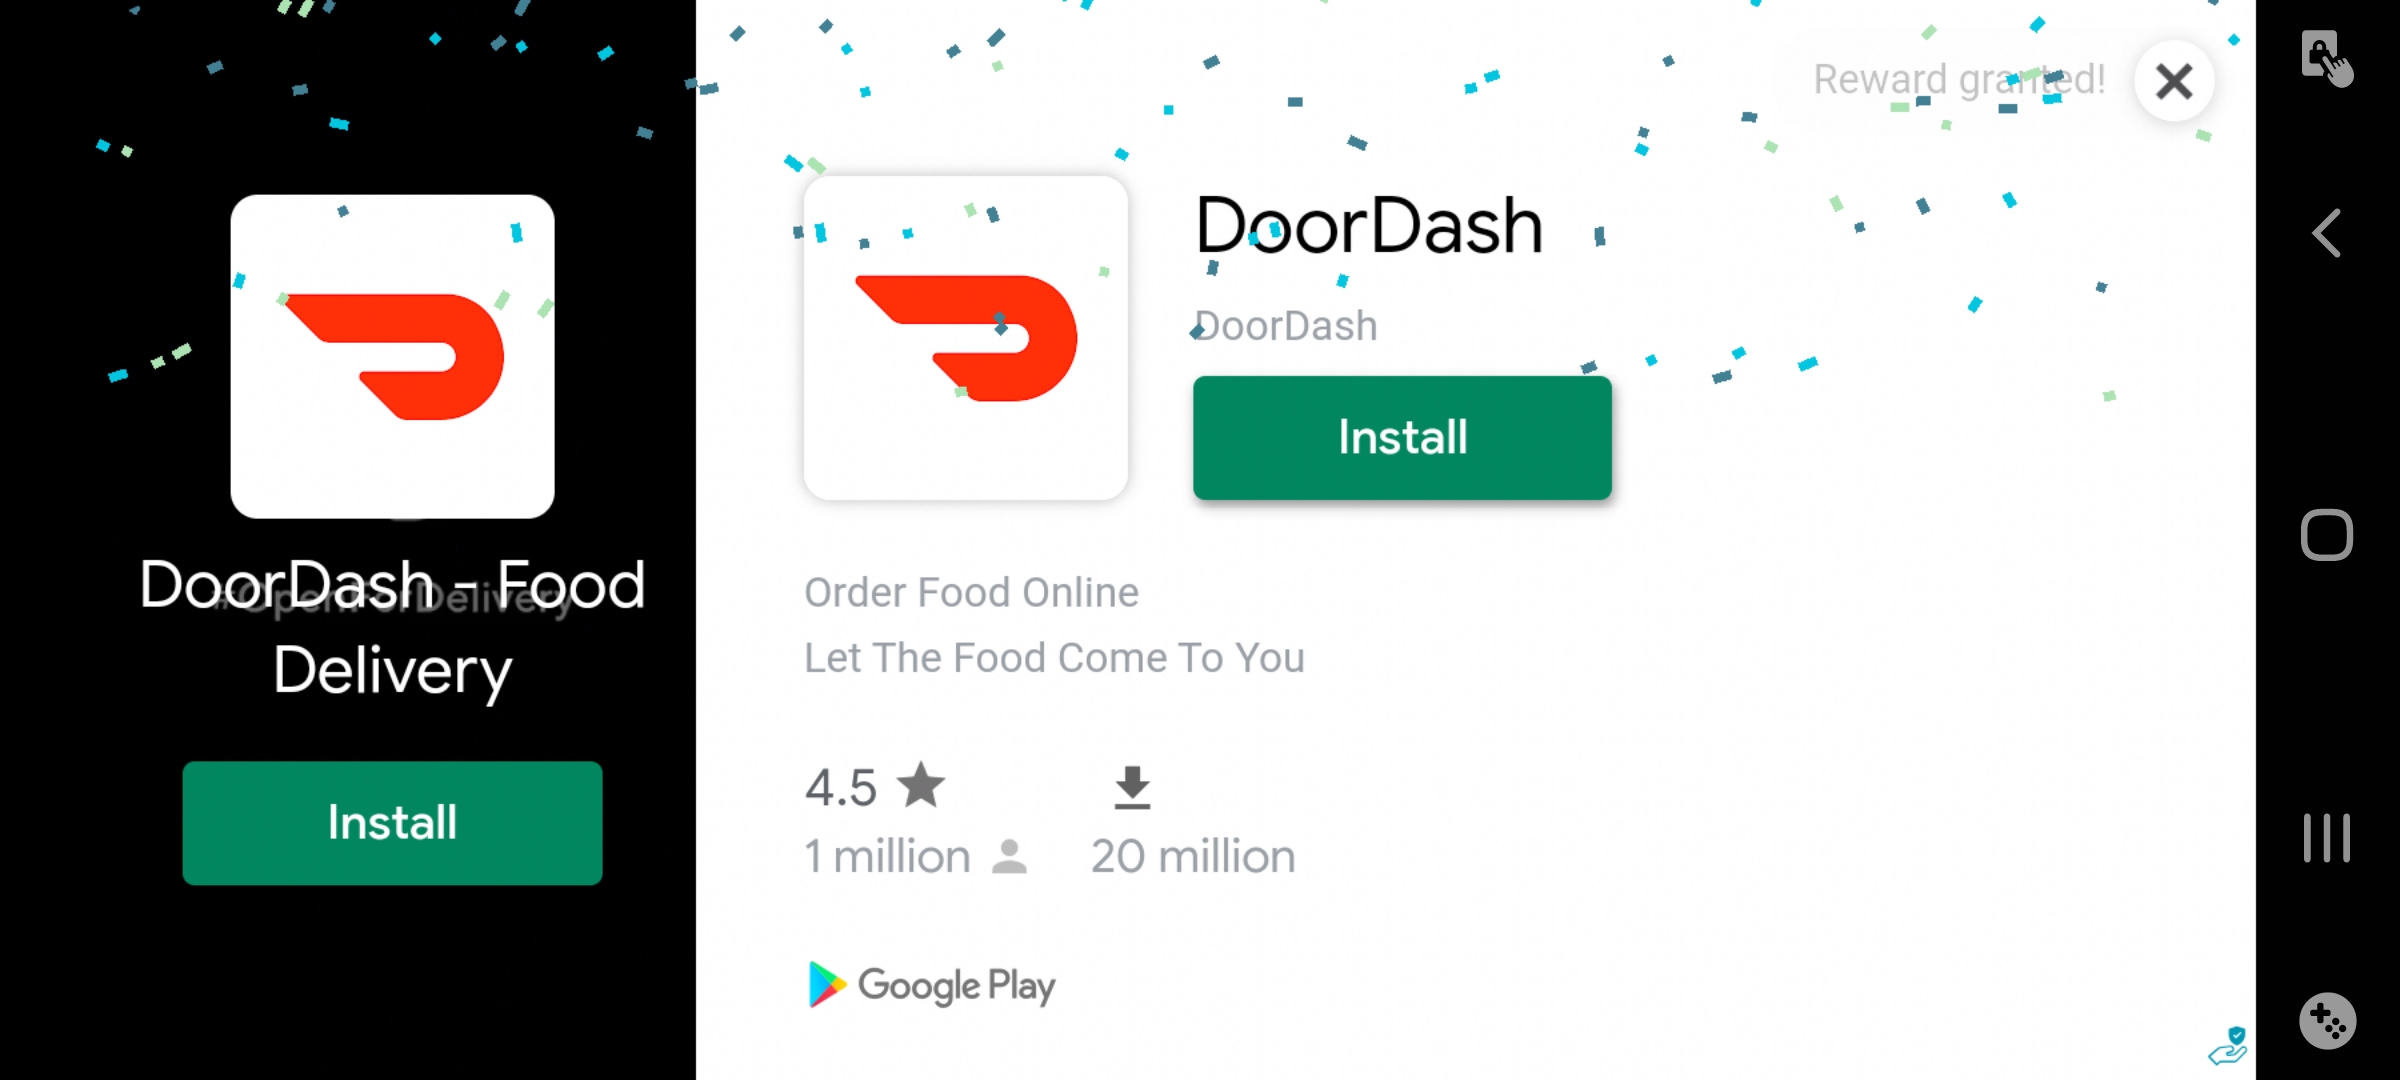 DoorDash - Food
Delivery
#OpenForDelivery
Install
Reward granted!
DoorDash
DoorDash
Install
Order Food Online
Let The Food Come To You
4.5
1 million
20 million
Google Play